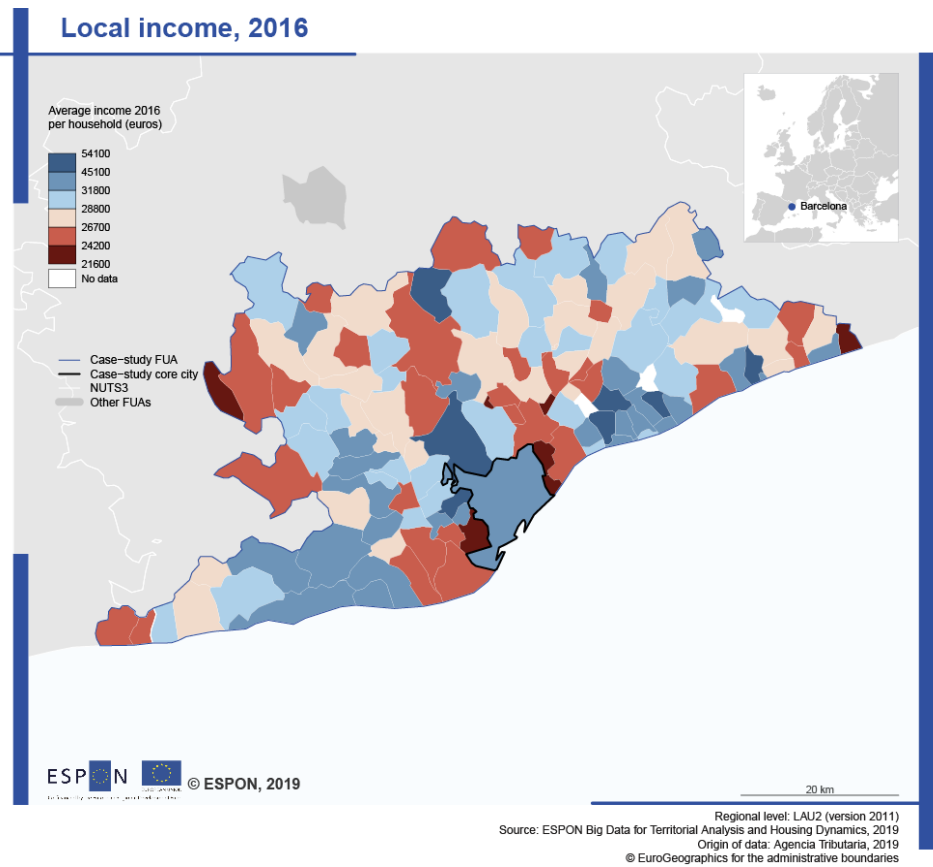 Local income, 2016
Average income 2016
per household (euros)
54100
45100
31800
28800
26700
24200
21600
No data
Barcelona
Case−study FUA
Case−study core city
NUTS3
Other FUAs
ESPON
© ESPON, 2019
20 km
Regional level: LAU2 (version 2011)
Source: ESPON Big Data for Territorial Analysis and Housing Dynamics, 2019
Origin of data: Agencia Tributaria, 2019
© EuroGeographics for the administrative boundaries